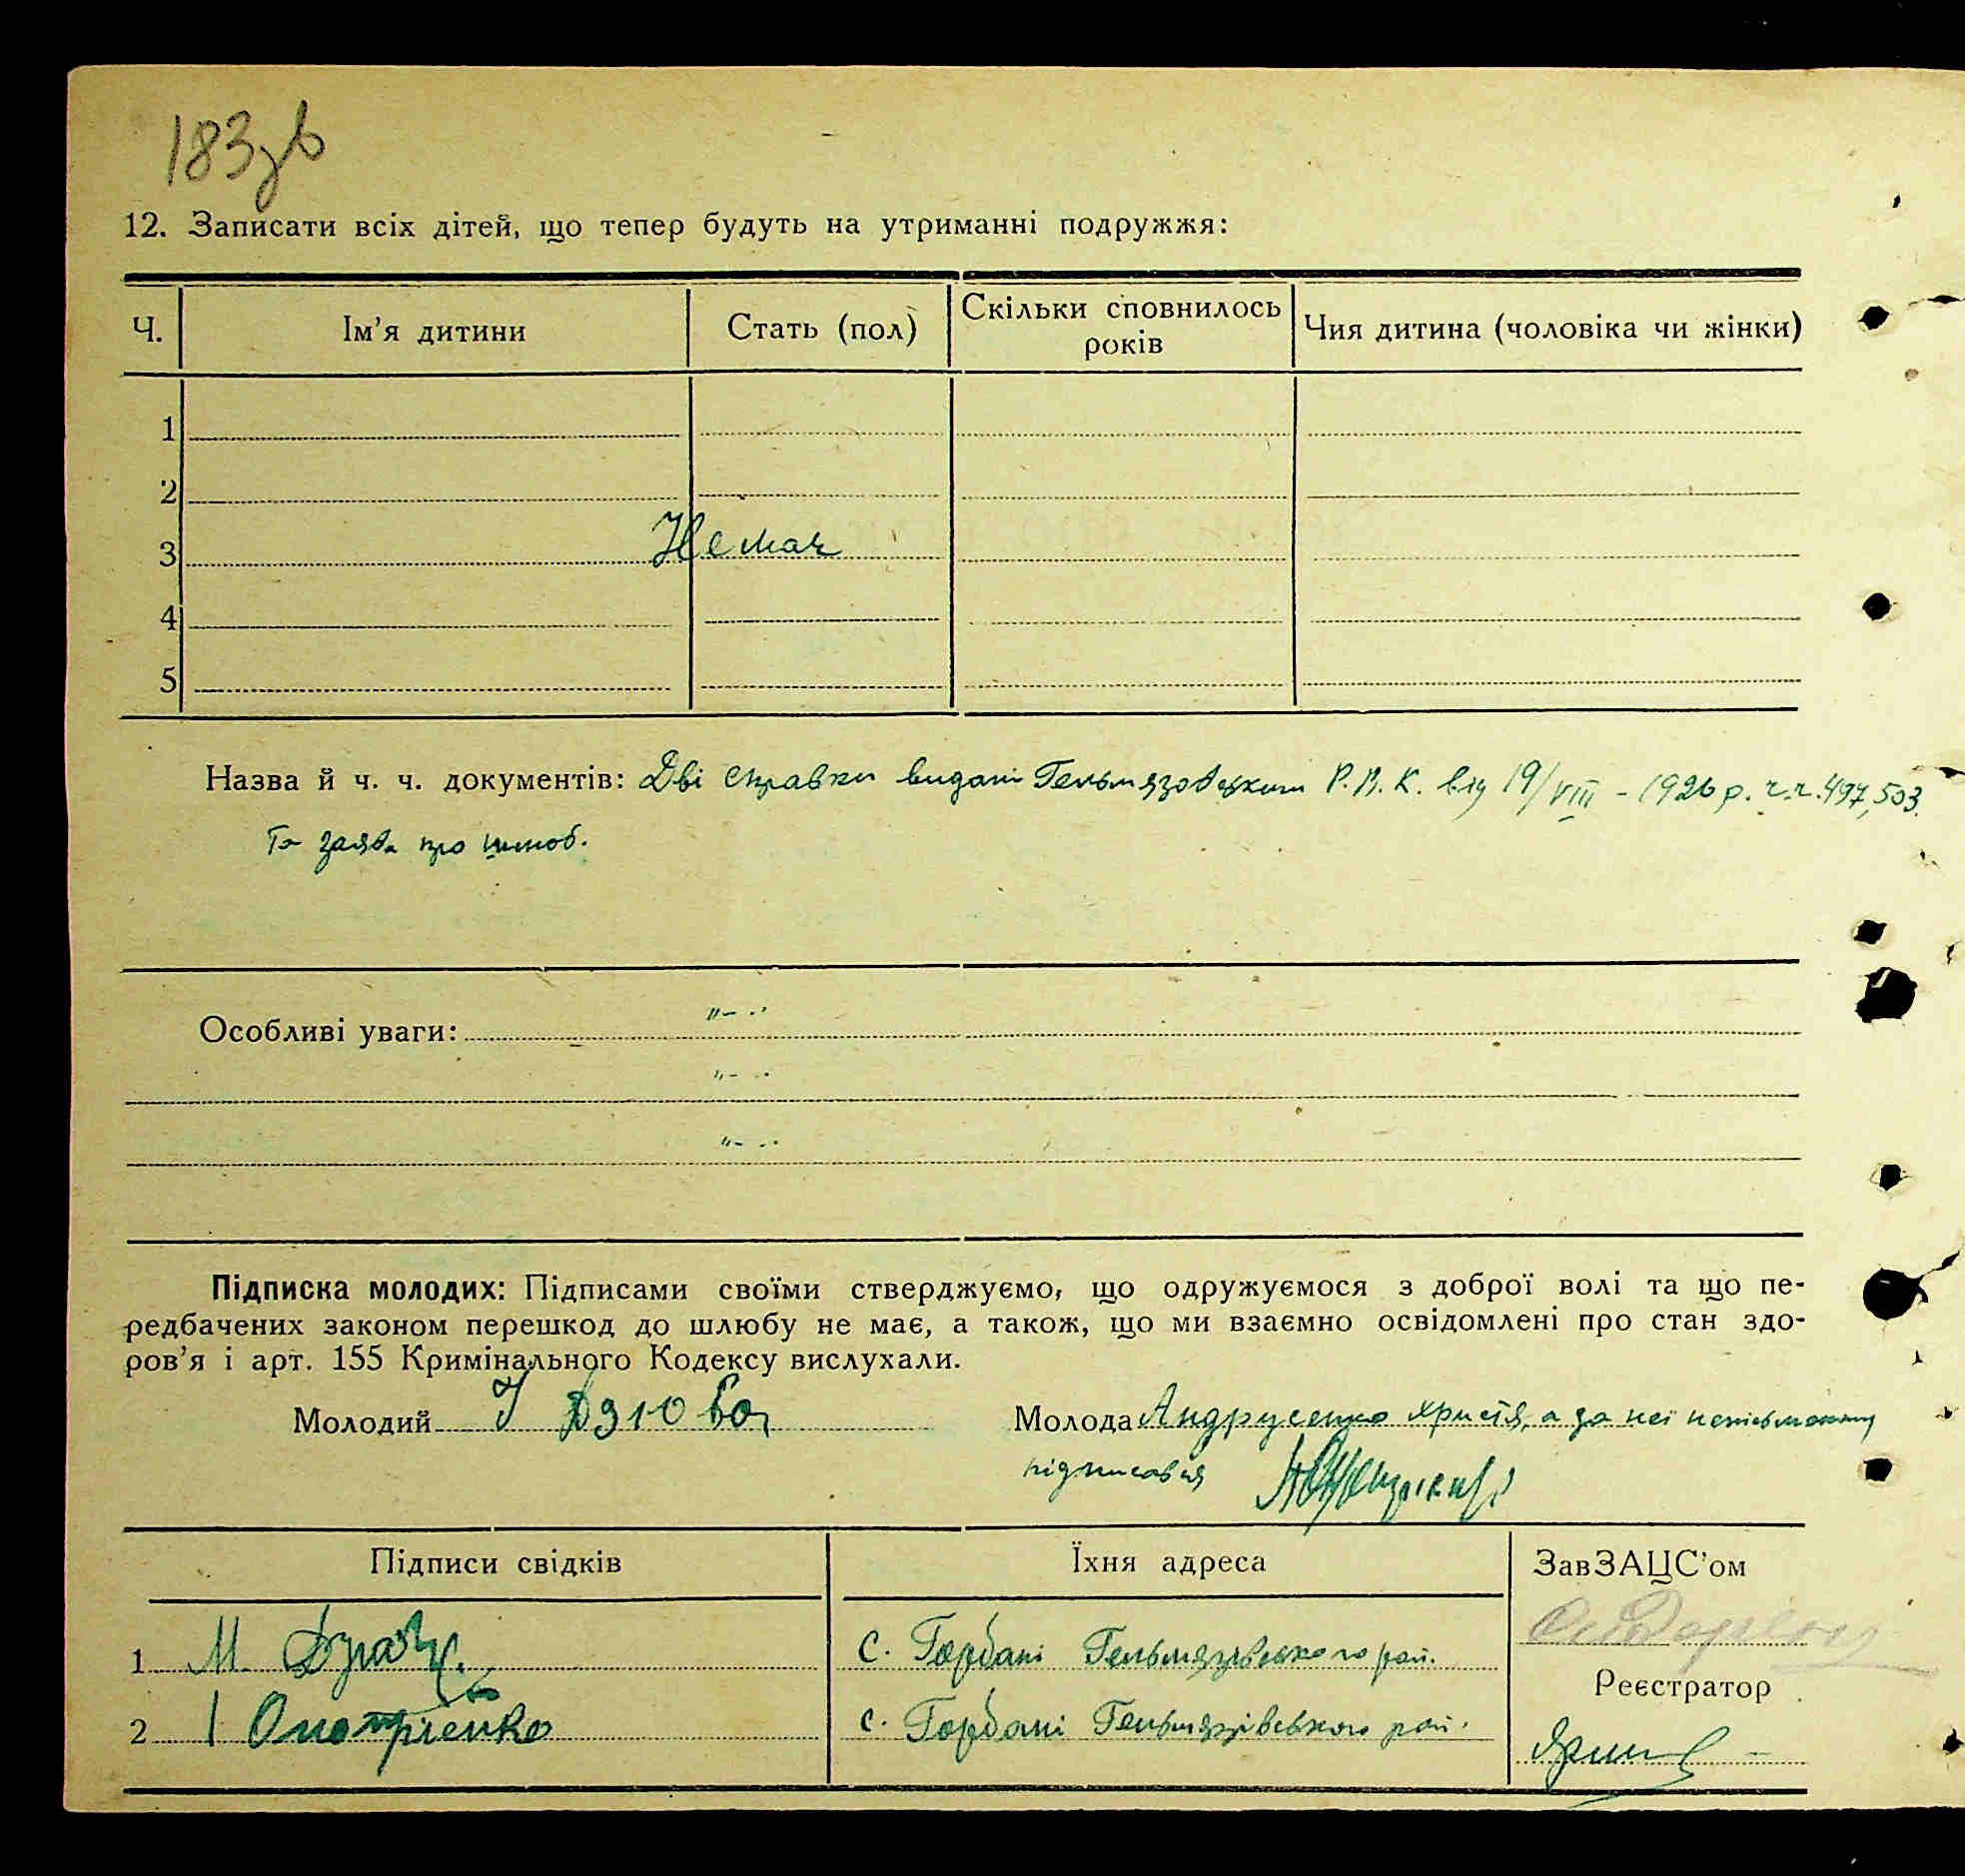 183зв
12. Записати всіх дітей, що тепер будуть на утриманні подружжя:
Ч. Ім’я дитини Стать (пол) Скільки сповнилось років Чия дитина (чоловіка чи жінки)
1
2
3 Немає
4
5
Назва й ч. ч. документів: Дві справки видані Гельмязовським Р.В.К. від 19/VIII - 1926 р. ч.ч. 497, 503.
Та заява про шлюб.
Особливі уваги: "- .."
"- .."
"- .."
Підписка молодих: Підписами своїми стверджуємо, що одружуємося з доброї волі та що пе-
редбачених законом перешкод до шлюбу не має, а також, що ми взаємно освідомлені про стан здо-
ров’я і арт. 155 Кримінального Кодексу вислухали.
Молодий Молода Андрусенко Христя, а за неї неписьменну
підписався
Підписи свідків Їхня адреса ЗавЗАЦС’ом
1 М. с. Горбані Гельмязівського рай.
Реєстратор
2 І Онопрієнко с. Горбані Гельмязівського рай.